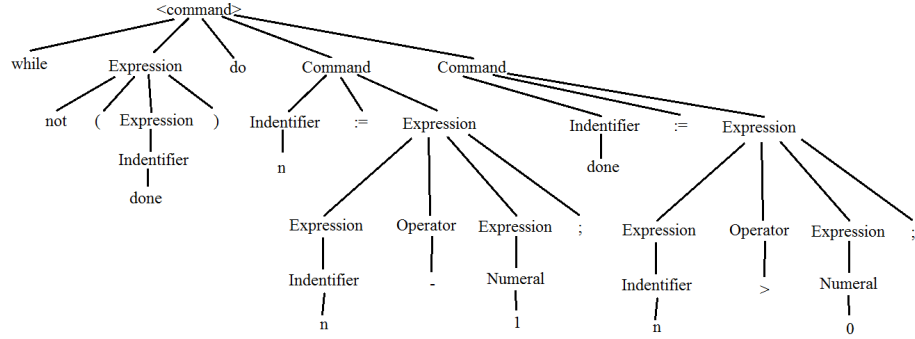 <command>
while Expression do Command Command
not ( Expression ) Indentifier := Expression Indentifier := Expression
Indentifier n done
done
Expression Operator Expression ; Expression Operator Expression ;
Indentifier - Numeral Indentifier > Numeral
n 1 n 0